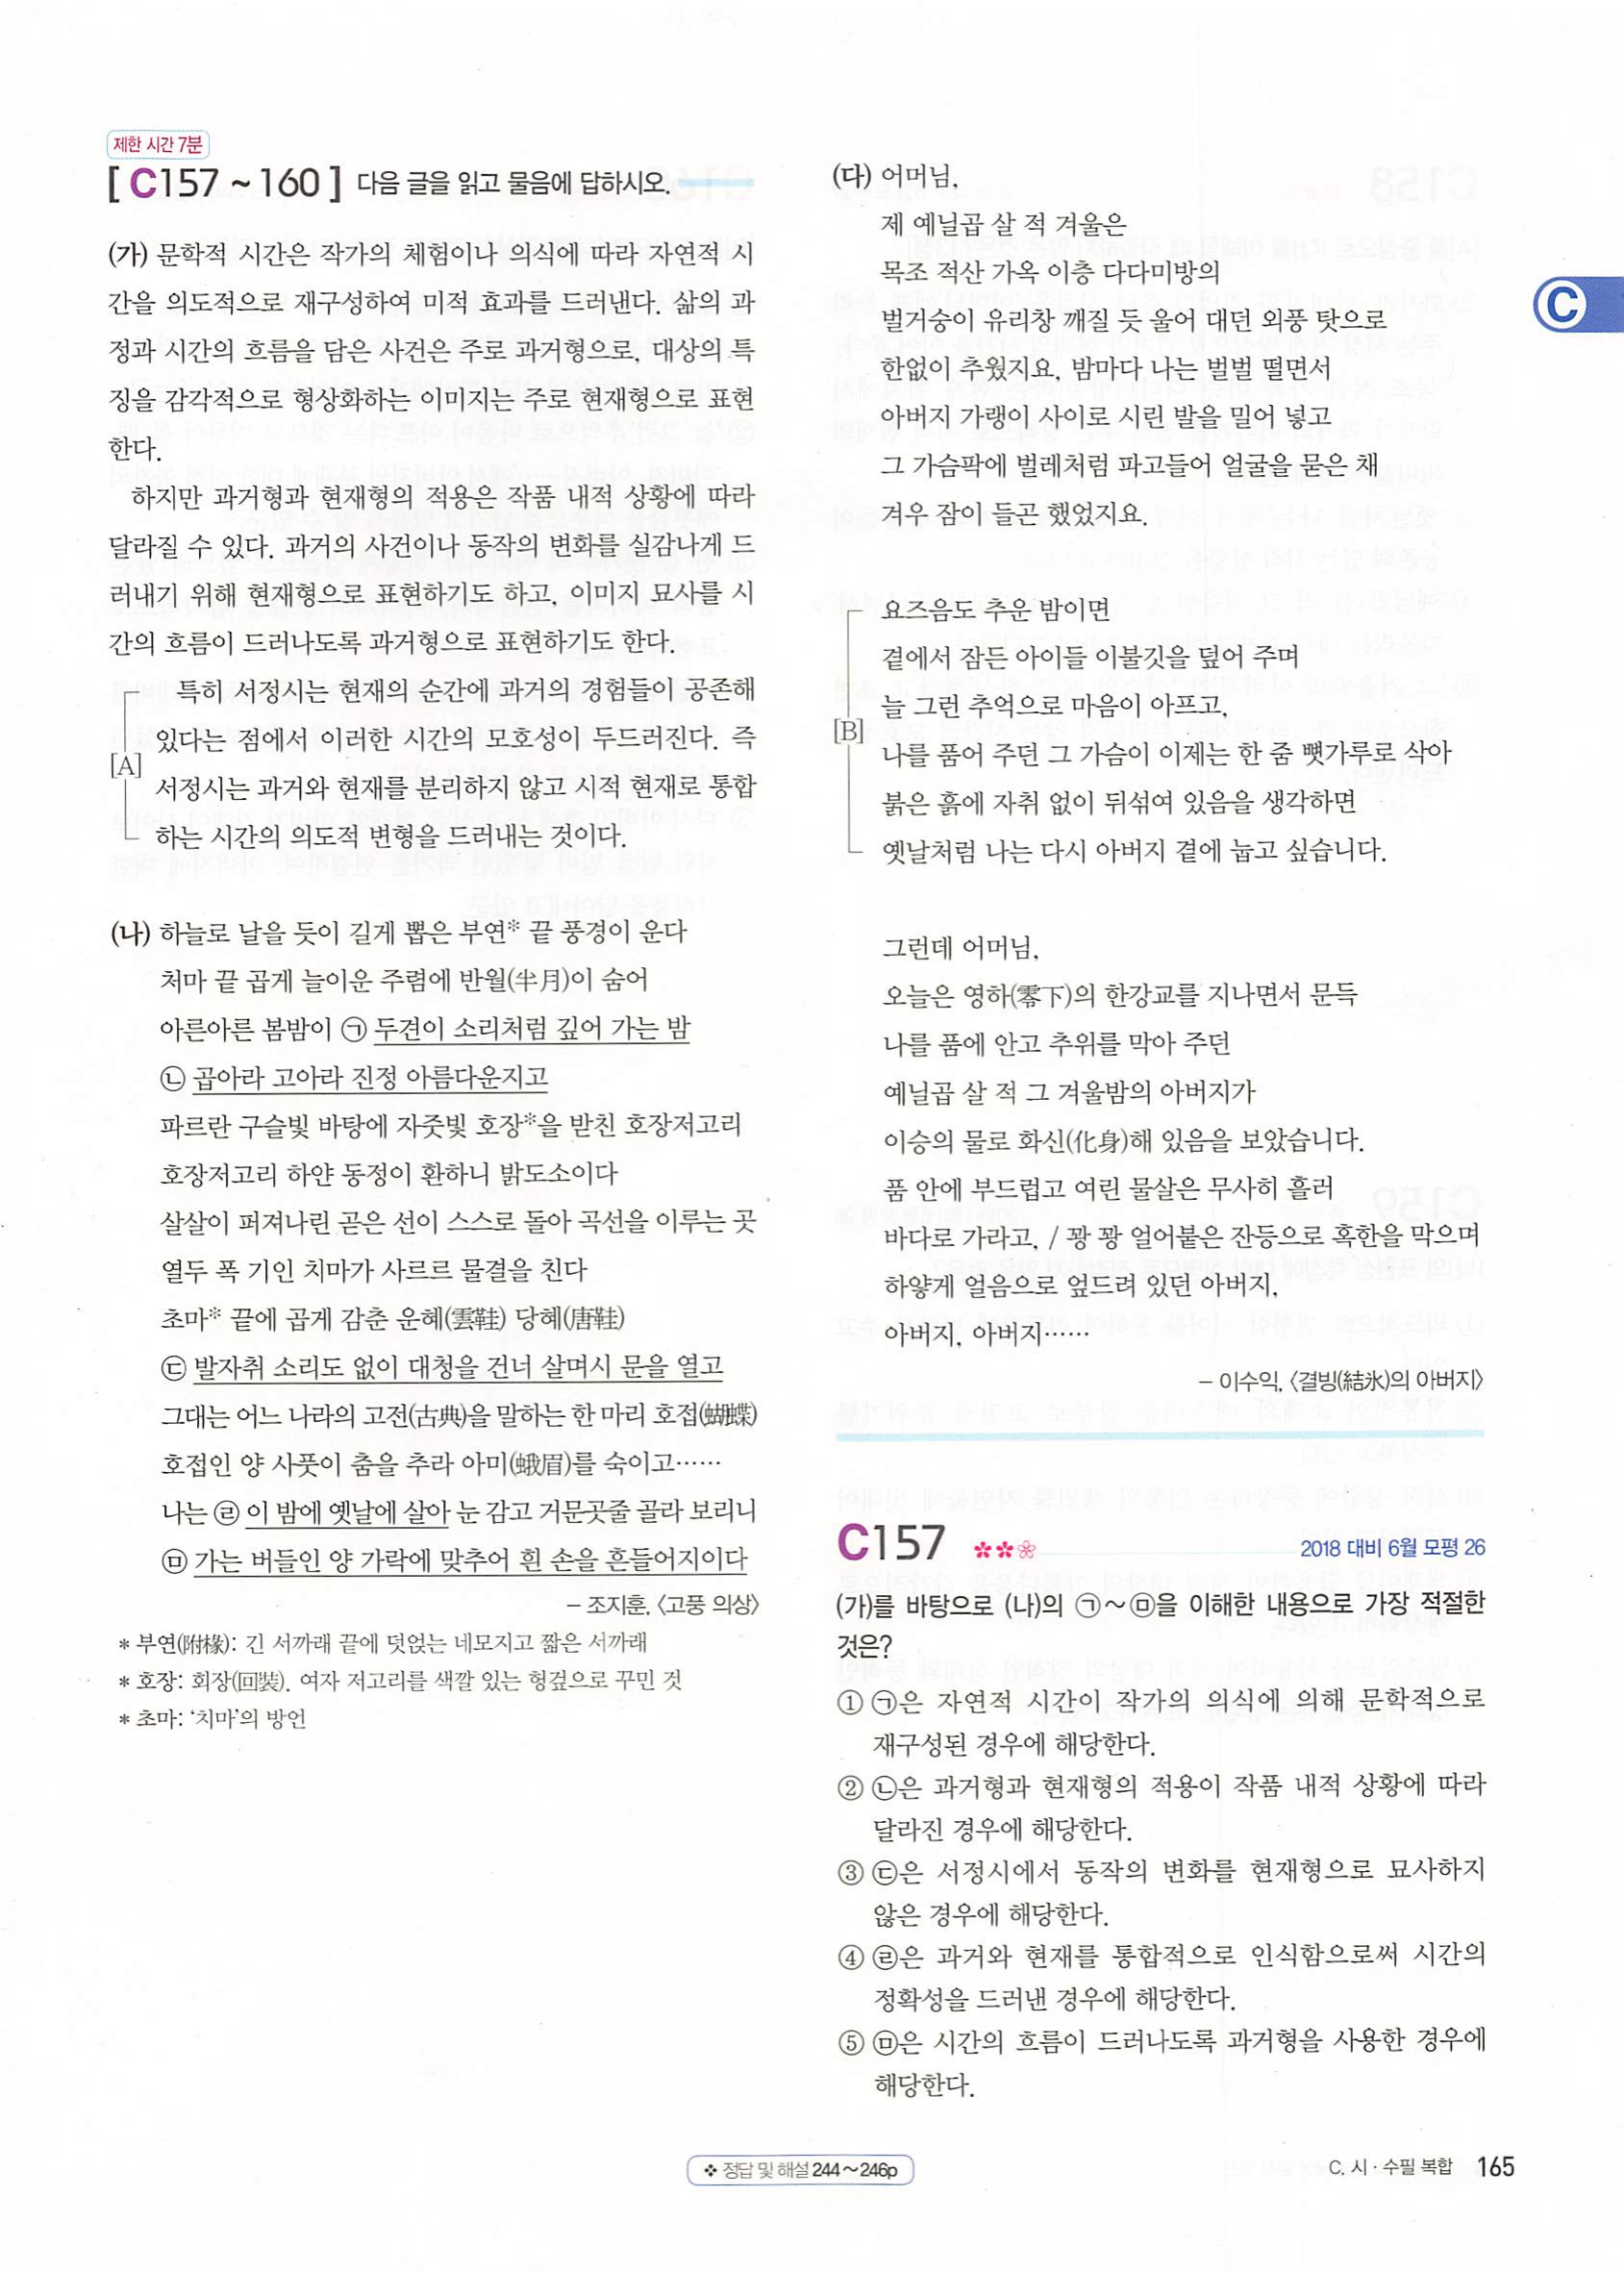 제한 시간 7분
[ C157 ~ 160 ] 다음 글을 읽고 물음에 답하시오.
(가) 문학적 시간은 작가의 체험이나 의식에 따라 자연적 시
간을 의도적으로 재구성하여 미적 효과를 드러낸다. 삶의 과
정과 시간의 흐름을 담은 사건은 주로 과거형으로, 대상의 특
징을 감각적으로 형상화하는 이미지는 주로 현재형으로 표현
한다.
하지만 과거형과 현재형의 적용은 작품 내적 상황에 따라
달라질 수 있다. 과거의 사건이나 동작의 변화를 실감나게 드
러내기 위해 현재형으로 표현하기도 하고, 이미지 묘사를 시
간의 흐름이 드러나도록 과거형으로 표현하기도 한다.
특히 서정시는 현재의 순간에 과거의 경험들이 공존해
있다는 점에서 이러한 시간의 모호성이 두드러진다. 즉
[A]
서정시는 과거와 현재를 분리하지 않고 시적 현재로 통합
하는 시간의 의도적 변형을 드러내는 것이다.
(나) 하늘로 날을 듯이 길게 뽑은 부연* 끝 풍경이 운다
처마 끝 곱게 늘이운 주렴에 반월(半月)이 숨어
아른아른 봄밤이 ㉠ 두견이 소리처럼 깊어 가는 밤
㉡ 곱아라 고아라 진정 아름다운지고
파르란 구슬빛 바탕에 자줏빛 호장*을 받친 호장저고리
호장저고리 하얀 동정이 환하니 밝도소이다
살살이 퍼져나린 곧은 선이 스스로 돌아 곡선을 이루는 곳
열두 폭 기인 치마가 사르르 물결을 친다
초마* 끝에 곱게 감춘 운혜(雲鞋) 당혜(唐鞋)
㉢ 발자취 소리도 없이 대청을 건너 살며시 문을 열고
그대는 어느 나라의 고전(古典)을 말하는 한 마리 호접(蝴蝶)
호접인 양 사풋이 춤을 추라 아미(蛾眉)를 숙이고……
나는 ㉣ 이 밤에 옛날에 살아 눈 감고 거문곳줄 골라 보리니
㉤ 가는 버들인 양 가락에 맞추어 흰 손을 흔들어지이다
- 조지훈, 〈고풍 의상〉
* 부연(附椽): 긴 서까래 끝에 덧얹는 네모지고 짧은 서까래
* 호장: 회장(回裝). 여자 저고리를 색깔 있는 헝겊으로 꾸민 것
* 초마: ‘치마’의 방언
(다) 어머님,
제 예닐곱 살 적 겨울은
목조 적산 가옥 이층 다다미방의
벌거숭이 유리창 깨질 듯 울어 대던 외풍 탓으로
한없이 추웠지요, 밤마다 나는 벌벌 떨면서
아버지 가랭이 사이로 시린 발을 밀어 넣고
그 가슴팍에 벌레처럼 파고들어 얼굴을 묻은 채
겨우 잠이 들곤 했었지요.
요즈음도 추운 밤이면
곁에서 잠든 아이들 이불깃을 덮어 주며
늘 그런 추억으로 마음이 아프고,
[B]
나를 품어 주던 그 가슴이 이제는 한 줌 뼛가루로 삭아
붉은 흙에 자취 없이 뒤섞여 있음을 생각하면
옛날처럼 나는 다시 아버지 곁에 눕고 싶습니다.
그런데 어머님,
오늘은 영하(零下)의 한강교를 지나면서 문득
나를 품에 안고 추위를 막아 주던
예닐곱 살 적 그 겨울밤의 아버지가
이승의 물로 화신(化身)해 있음을 보았습니다.
품 안에 부드럽고 여린 물살은 무사히 흘러
바다로 가라고, / 꽝 꽝 얼어붙은 잔등으로 혹한을 막으며
하얗게 얼음으로 엎드려 있던 아버지,
아버지, 아버지……
- 이수익, 〈결빙(結氷)의 아버지〉
C157 2018 대비 6월 모평 26
(가)를 바탕으로 (나)의 ㉠~㉤을 이해한 내용으로 가장 적절한
것은?
① ㉠은 자연적 시간이 작가의 의식에 의해 문학적으로
재구성된 경우에 해당한다.
② ㉡은 과거형과 현재형의 적용이 작품 내적 상황에 따라
달라진 경우에 해당한다.
③ ㉢은 서정시에서 동작의 변화를 현재형으로 묘사하지
않은 경우에 해당한다.
④ ㉣은 과거와 현재를 통합적으로 인식함으로써 시간의
정확성을 드러낸 경우에 해당한다.
⑤ ㉤은 시간의 흐름이 드러나도록 과거형을 사용한 경우에
해당한다.
C
❖ 정답 및 해설 244~246p
C. 시 · 수필 복합 165